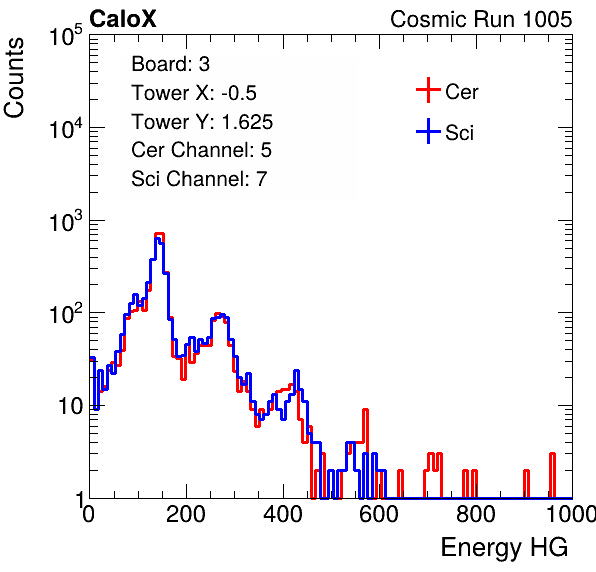 CaloX Cosmic Run 1005
Counts
Board: 3
Tower X: -0.5
Tower Y: 1.625
Cer Channel: 5
Sci Channel: 7
Cer
Sci
10^5
10^4
10^3
10^2
10
1
0 200 400 600 800 1000
Energy HG